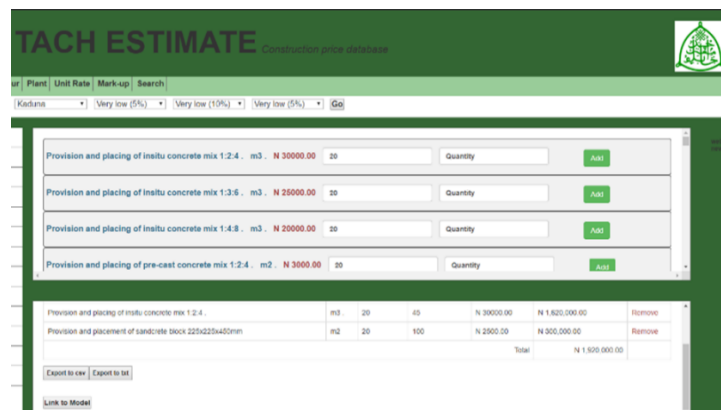 TACH ESTIMATE Construction price database
ur Plant Unit Rate Mark-up Search
Kaduna Very low (5%) Very low (10%) Very low (5%) Go
Provision and placing of insitu concrete mix 1:2:4 . m3 . N 30000.00 20 Quantity Add
Provision and placing of insitu concrete mix 1:3:6 . m3 . N 25000.00 20 Quantity Add
Provision and placing of insitu concrete mix 1:4:8 . m3 . N 20000.00 20 Quantity Add
Provision and placing of pre-cast concrete mix 1:2:4 . m2 . N 3000.00 20 Quantity Add
Provision and placing of insitu concrete mix 1:2:4 . m3 . 20 45 N 30000.00 N 1,620,000.00 Remove
Provision and placement of sandcrete block 225x225x450mm m2 20 100 N 2500.00 N 300,000.00 Remove
Total N 1,920,000.00
Export to csv Export to txt
Link to Model